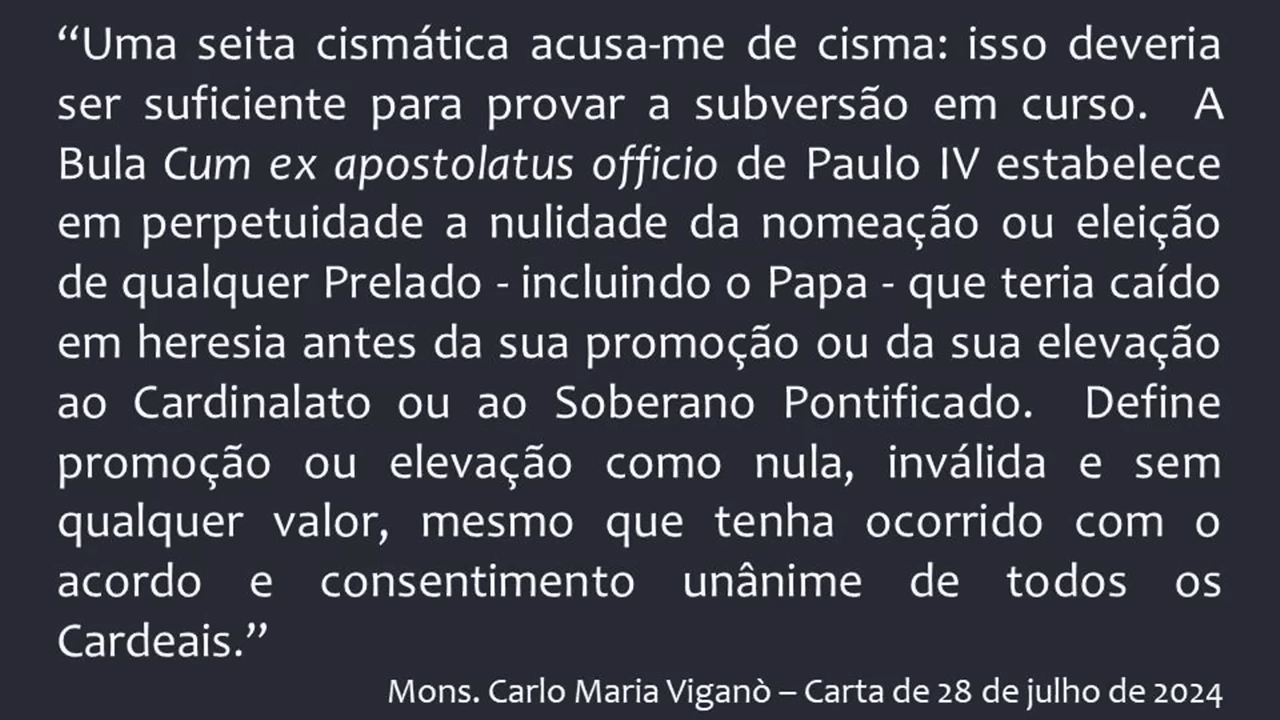 “Uma seita cismática acusa-me de cisma: isso deveria
ser suficiente para provar a subversão em curso.  A
Bula Cum ex apostolatus officio de Paulo IV estabelece
em perpetuidade a nulidade da nomeação ou eleição
de qualquer Prelado - incluindo o Papa - que teria caído
em heresia antes da sua promoção ou da sua elevação
ao Cardinalato ou ao Soberano Pontificado.  Define
promoção ou elevação como nula, inválida e sem
qualquer valor, mesmo que tenha ocorrido com o
acordo e consentimento unânime de todos os
Cardeais.”
Mons. Carlo Maria Viganò – Carta de 28 de julho de 2024